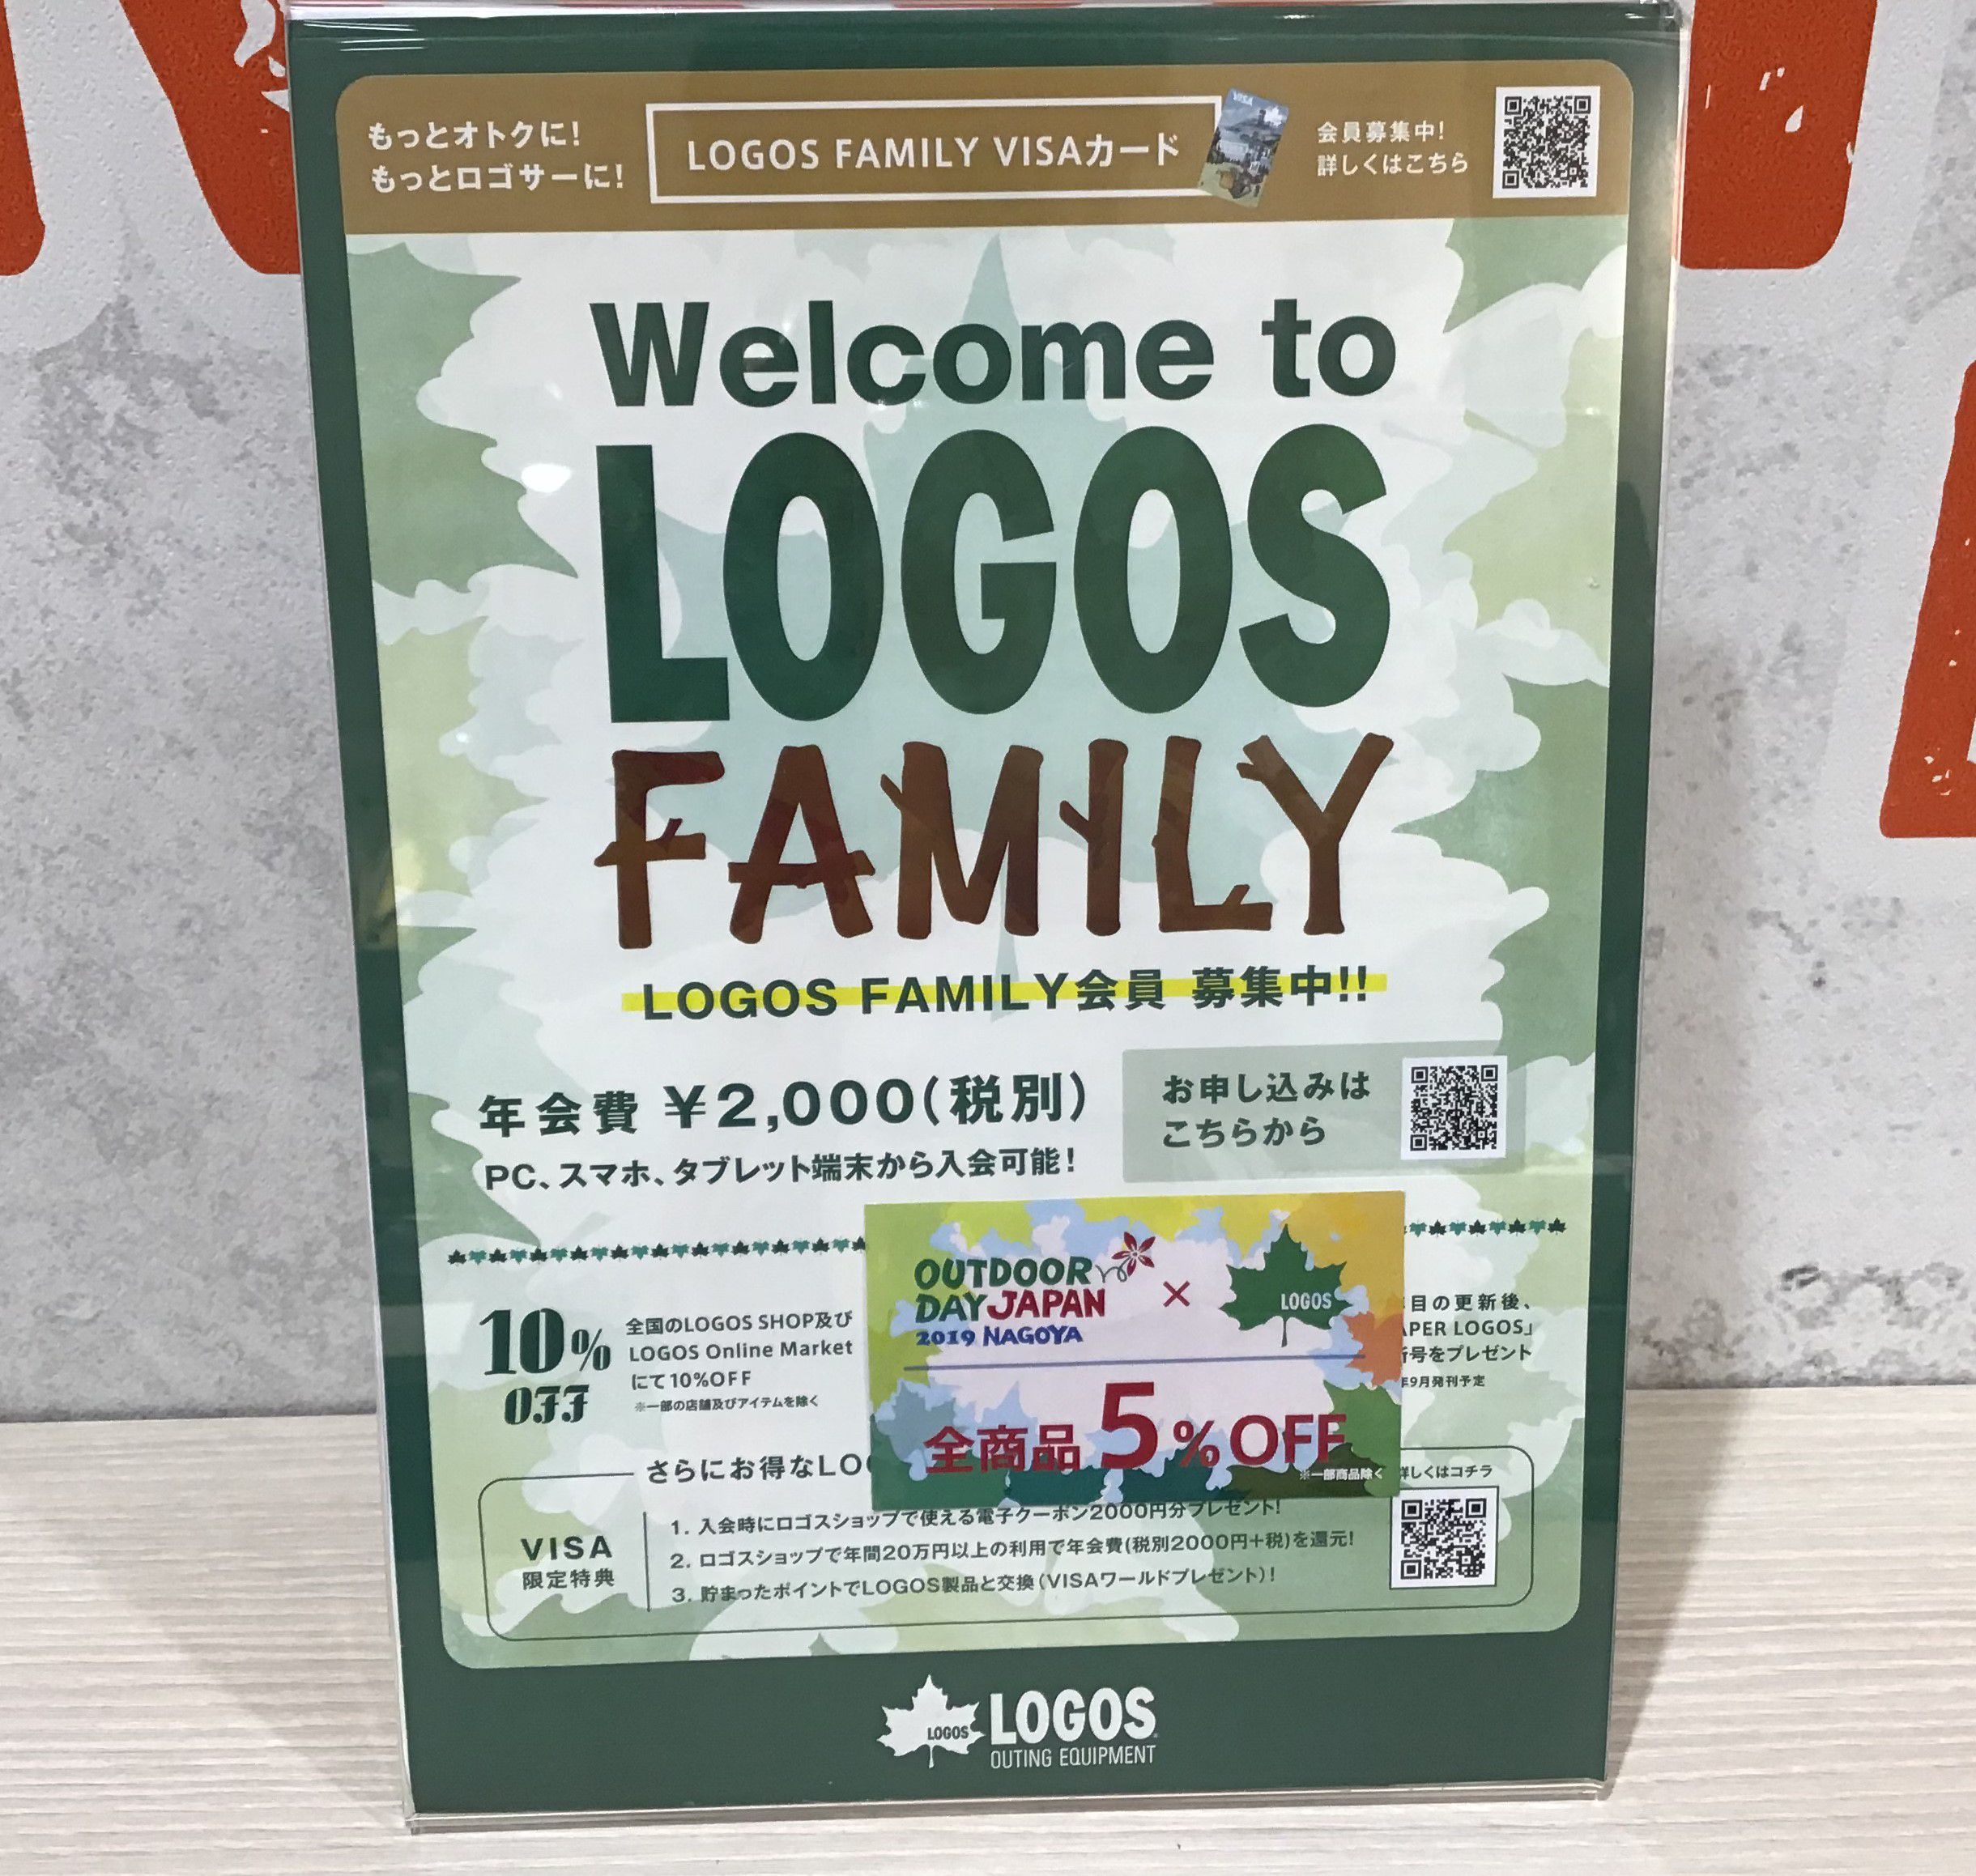 もっとオトクに!
もっとロゴサーに!
LOGOS FAMILY VISAカード
VISA
会員募集中!
詳しくはこちら
Welcome to
LOGOS
FAMILY
LOGOS FAMILY会員 募集中!!
年会費 ¥2,000(税別)
PC、スマホ、タブレット端末から入会可能!
お申し込みは
こちらから
10%
OFF
全国のLOGOS SHOP及び
LOGOS Online Market
にて10%OFF
※一部の店舗及びアイテムを除く
OUTDOOR
DAY JAPAN
2019 NAGOYA
×
LOGOS
全商品5%OFF
※一部商品除く
目の更新後、
PER LOGOS」
号をプレゼント
年9月発刊予定
さらにお得なLO
詳しくはコチラ
VISA
限定特典
1. 入会時にロゴスショップで使える電子クーポン2000円分プレゼント!
2. ロゴスショップで年間20万円以上の利用で年会費(税別2000円+税)を還元!
3. 貯まったポイントでLOGOS製品と交換(VISAワールドプレゼント)!
LOGOS
LOGOS
OUTING EQUIPMENT